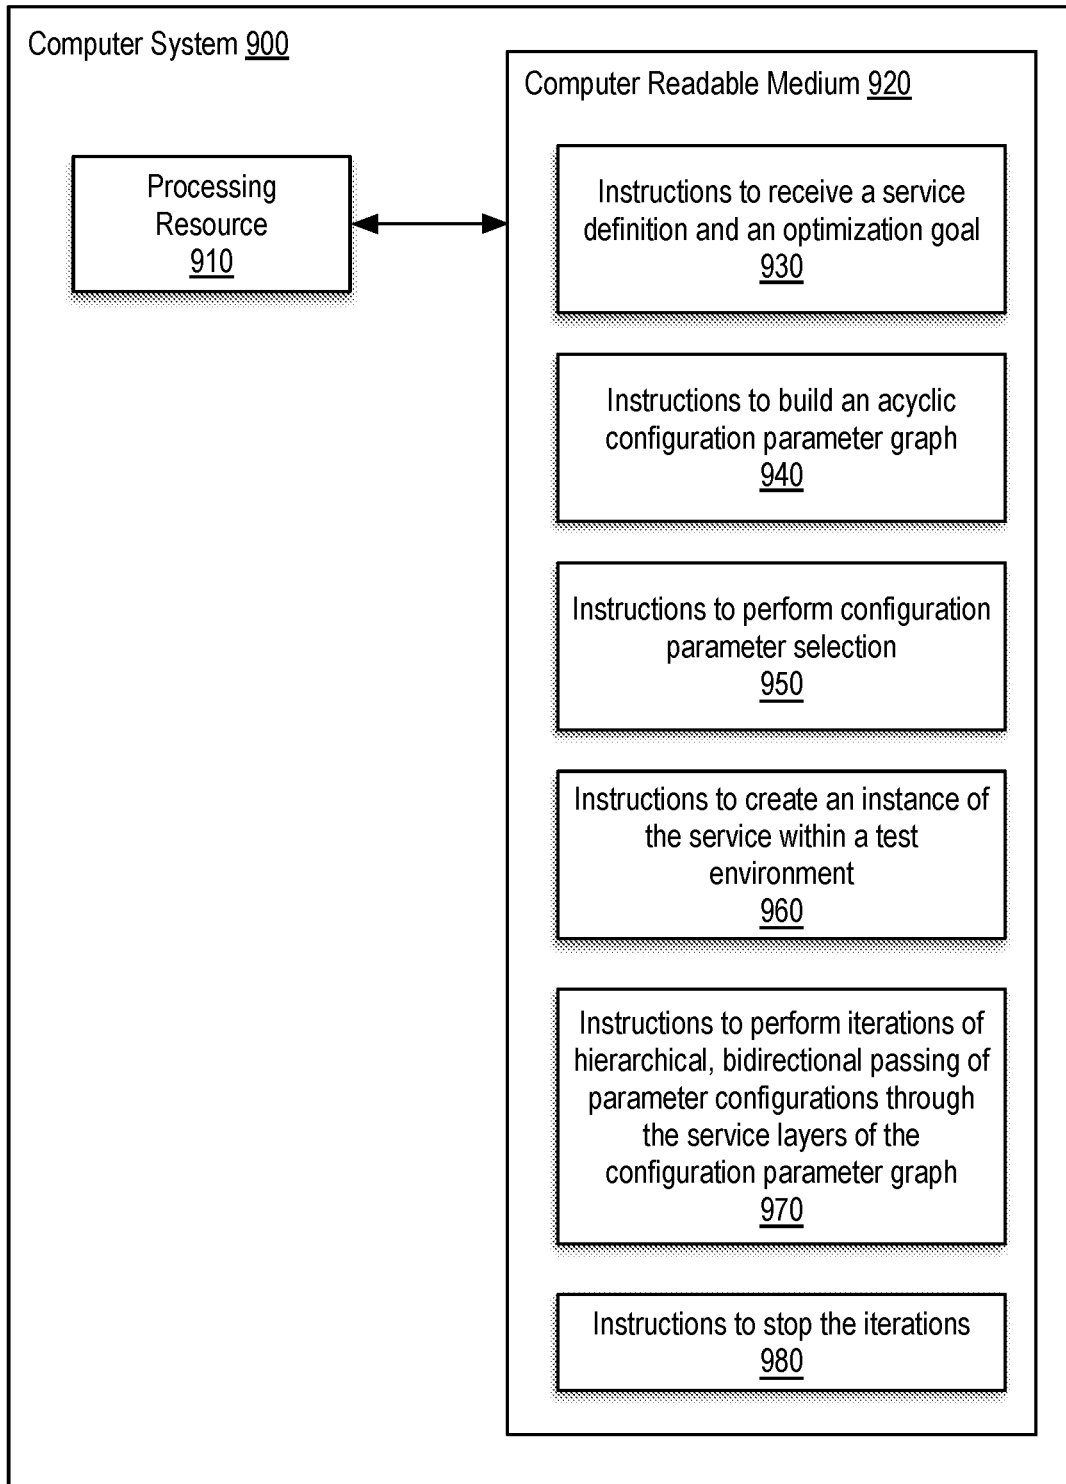 Computer System 900
Computer Readable Medium 920
Processing
Resource
910
Instructions to receive a service
definition and an optimization goal
930
Instructions to build an acyclic
configuration parameter graph
940
Instructions to perform configuration
parameter selection
950
Instructions to create an instance of
the service within a test
environment
960
Instructions to perform iterations of
hierarchical, bidirectional passing of
parameter configurations through
the service layers of the
configuration parameter graph
970
Instructions to stop the iterations
980